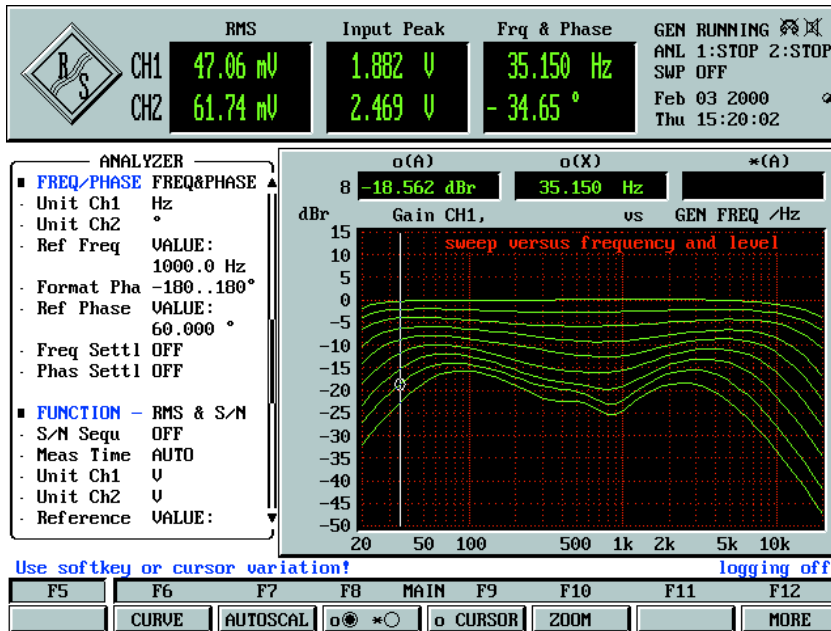 RMS Input Peak Frq & Phase GEN RUNNING
ANL 1:STOP 2:STOP
R S CH1 47.06 mV 1.882 V 35.150 Hz SWP OFF
CH2 61.74 mV 2.469 V - 34.65 ° Feb 03 2000
Thu 15:20:02
ANALYZER
FREQ/PHASE FREQ&PHASE
Unit Ch1 Hz
Unit Ch2 °
Ref Freq VALUE:
1000.0 Hz
Format Pha -180..180°
Ref Phase VALUE:
60.000 °
Freq Settl OFF
Phas Settl OFF
FUNCTION - RMS & S/N
S/N Sequ OFF
Meas Time AUTO
Unit Ch1 V
Unit Ch2 V
Reference VALUE:
o(A) o(X) *(A)
8 -18.562 dBr 35.150 Hz
dBr Gain CH1, vs GEN FREQ /Hz
sweep versus frequency and level
15
10
5
0
-5
-10
-15
-20
-25
-30
-35
-40
-45
-50
20 50 100 500 1k 2k 5k 10k
Use softkey or cursor variation! logging off
F5 F6 F7 F8 MAIN F9 F10 F11 F12
CURVE AUTOSCAL o * o CURSOR ZOOM MORE